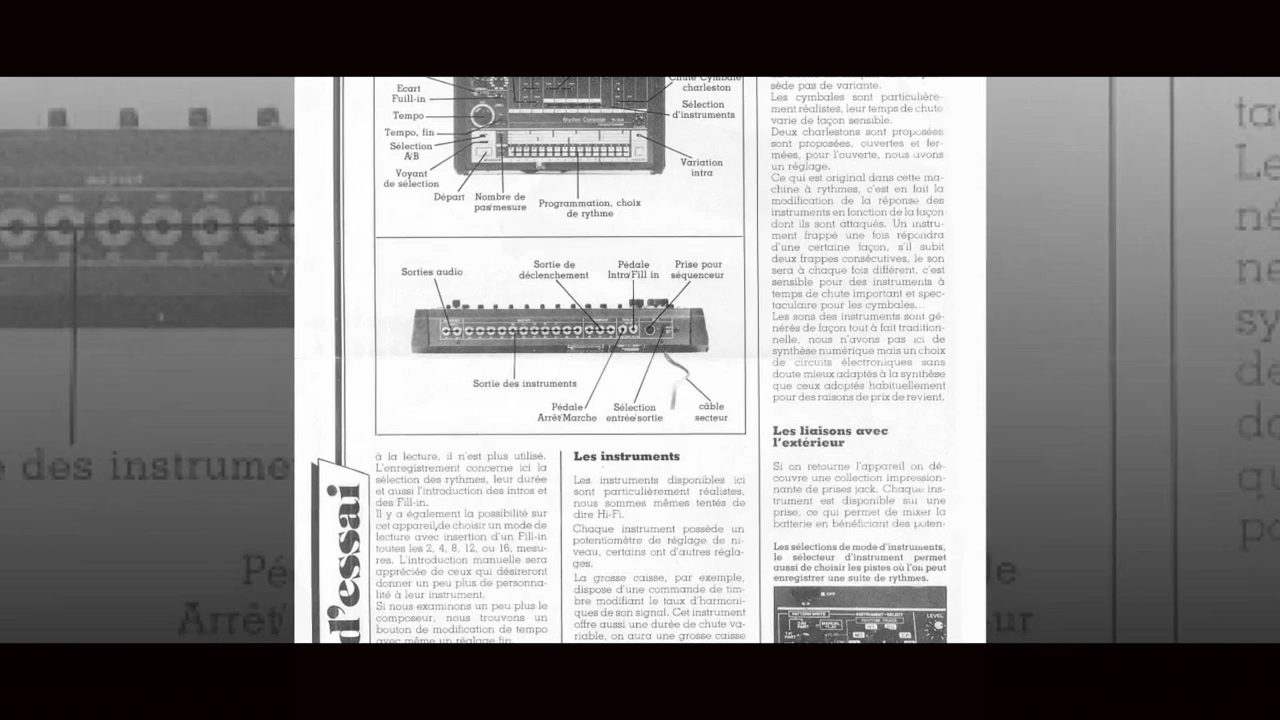 Ecart
Fuill-in
Tempo
Tempo, fin
Sélection
A/B
Voyant
de sélection
Départ
Nombre de
pas/mesure
Programmation, choix
de rythme
Chute Cymbale
charleston
Sélection
d'instruments
Variation
intra
Rhythm Composer
Sorties audio
Sortie de
déclenchement
Pédale
Intro/Fill in
Prise pour
séquenceur
Sortie des instruments
Pédale
Arrêt/Marche
Sélection
entrée/sortie
câble
secteur
d'essai
à la lecture, il n'est plus utilisé.
L'enregistrement concerne ici la
sélection des rythmes, leur durée
et aussi l'introduction des intros et
des Fill-in.
Il y a également la possibilité sur
cet appareil, de choisir un mode de
lecture avec insertion d'un Fill-in
toutes les 2, 4, 8, 12, ou 16, mesu-
res. L'introduction manuelle sera
appréciée de ceux qui désireront
donner un peu plus de personna-
lité à leur instrument.
Si nous examinons un peu plus le
composeur, nous trouvons un
bouton de modification de tempo
avec même un réglage fin.
Les instruments
Les instruments disponibles ici
sont particulièrement réalistes,
nous sommes mêmes tentés de
dire Hi-Fi.
Chaque instrument possède un
potentiomètre de réglage de ni-
veau, certains ont d'autres régla-
ges.
La grosse caisse, par exemple,
dispose d'une commande de tim-
bre modifiant le taux d'harmoni-
ques de son signal. Cet instrument
offre aussi une durée de chute va-
riable, on aura une grosse caisse
sède pas de variante.
Les cymbales sont particulière-
ment réalistes, leur temps de chute
varie de façon sensible.
Deux charlestons sont proposées
sont proposées, ouvertes et fer-
mées, pour l'ouverte, nous avons
un réglage.
Ce qui est original dans cette ma-
chine à rythmes, c'est en fait la
modification de la réponse des
instruments en fonction de la façon
dont ils sont attaqués. Un instru-
ment frappé une fois répondra
d'une certaine façon, s'il subit
deux frappes consécutives, le son
sera à chaque fois différent, c'est
sensible pour des instruments à
temps de chute important et spec-
taculaire pour les cymbales.
Les sons des instruments sont gé-
nérés de façon tout à fait tradition-
nelle, nous n'avons pas ici de
synthèse numérique mais un choix
de circuits électroniques sans
doute mieux adaptés à la synthèse
que ceux adoptés habituellement
pour des raisons de prix de revient.
Les liaisons avec
l'extérieur
Si on retourne l'appareil on dé-
couvre une collection impression-
nante de prises jack. Chaque ins-
trument est disponible sur une
prise, ce qui permet de mixer la
batterie en bénéficiant des poten-
Les sélections de mode d'instruments,
le sélecteur d'instrument permet
aussi de choisir les pistes où l'on peut
enregistrer une suite de rythmes.
OFF
PATTERN WRITE
INSTRUMENT-SELECT
RHYTHM TRACK
LEVEL
MANUAL